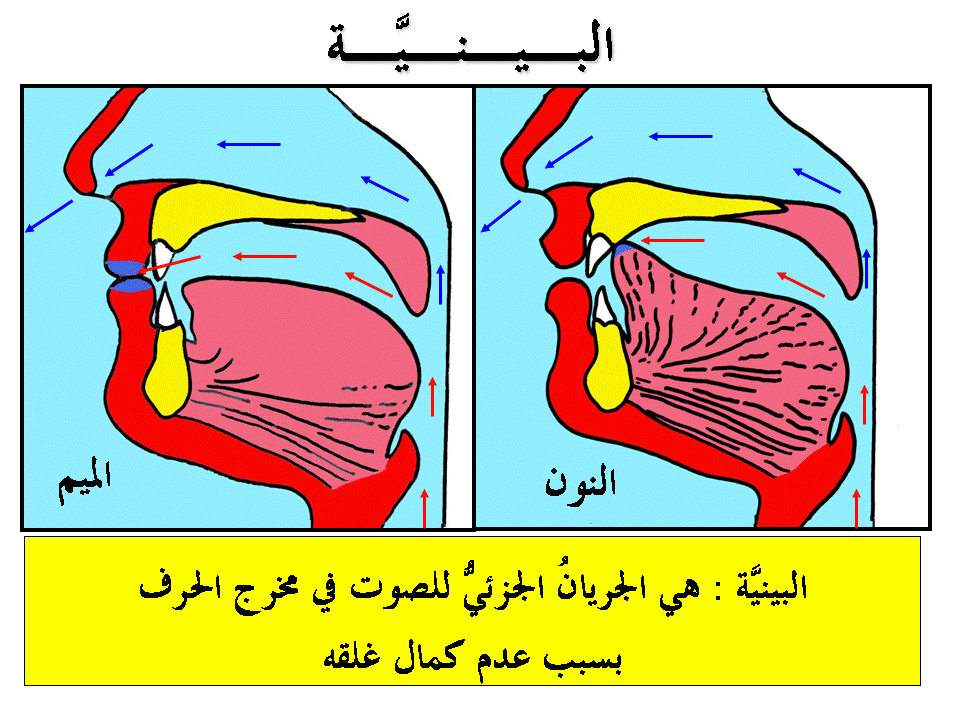 البـــيـــنـــيَّـــة
النون
الميم
البينيَّة : هي الجريانُ الجزئيُّ للصوت في مخرج الحرف
بسبب عدم كمال غلقه